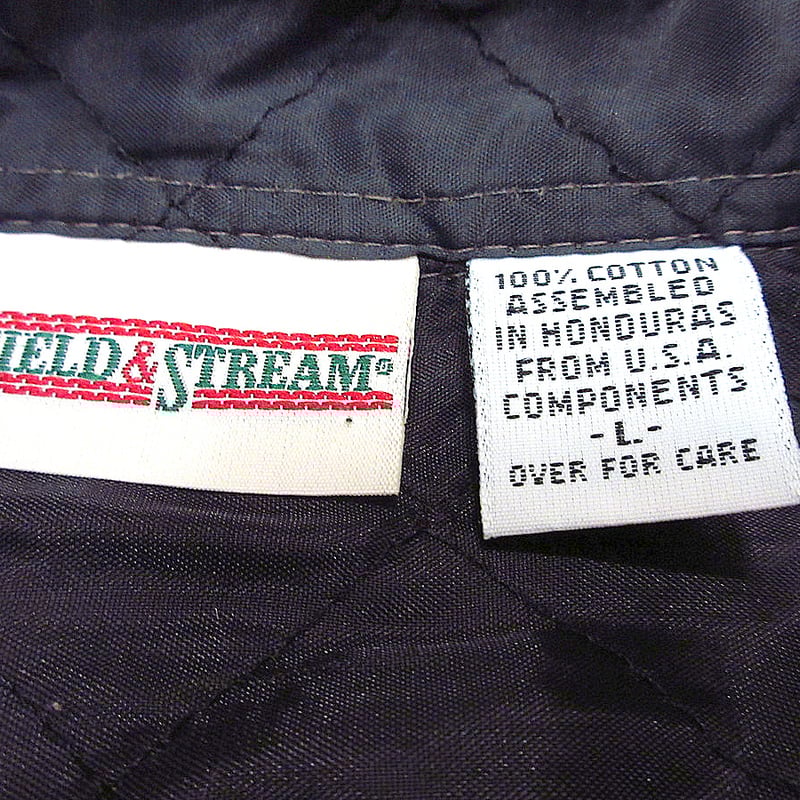 IELD & STREAM®
100% COTTON
ASSEMBLED
IN HONDURAS
FROM U.S.A.
COMPONENTS
- L. -
OVER FOR CARE